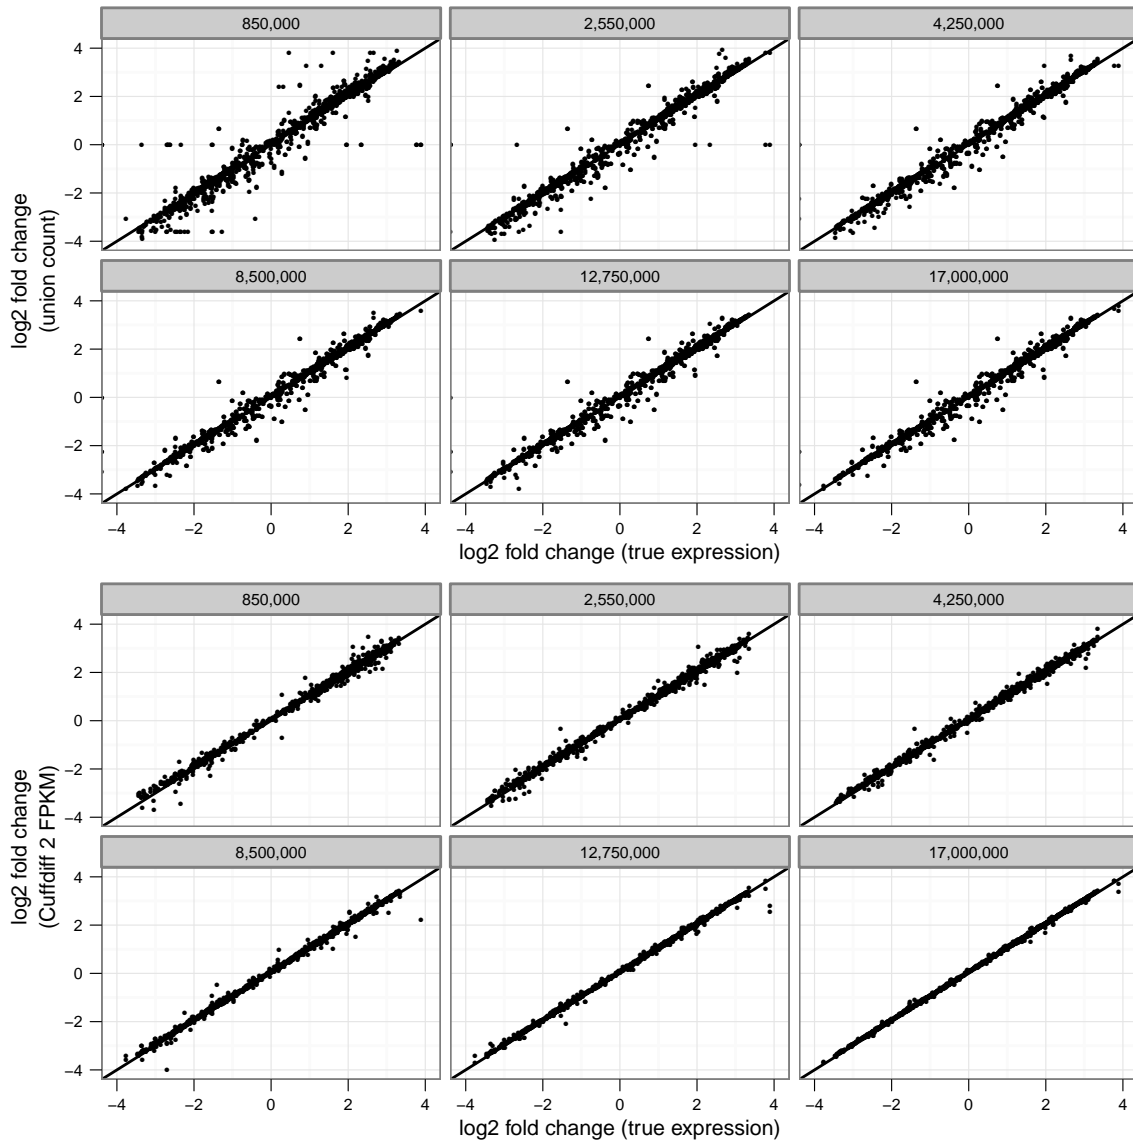 850,000
2,550,000
4,250,000
4
2
0
−2
−4
log2 fold change
(union count)
8,500,000
12,750,000
17,000,000
4
2
0
−2
−4
−4 −2 0 2 4
−4 −2 0 2 4
−4 −2 0 2 4
log2 fold change (true expression)
850,000
2,550,000
4,250,000
4
2
0
−2
−4
log2 fold change
(Cuffdiff 2 FPKM)
8,500,000
12,750,000
17,000,000
4
2
0
−2
−4
−4 −2 0 2 4
−4 −2 0 2 4
−4 −2 0 2 4
log2 fold change (true expression)